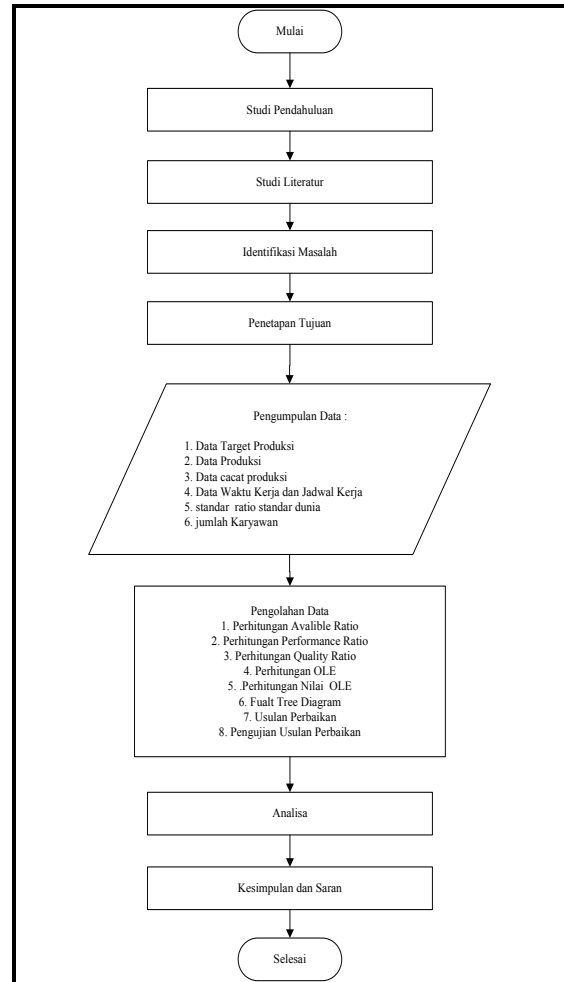 Mulai
Studi Pendahuluan
Studi Literatur
Identifikasi Masalah
Penetapan Tujuan
Pengumpulan Data :
1. Data Target Produksi
2. Data Produksi
3. Data cacat produksi
4. Data Waktu Kerja dan Jadwal Kerja
5. standar ratio standar dunia
6. jumlah Karyawan
Pengolahan Data
1. Perhitungan Avalible Ratio
2. Perhitungan Performance Ratio
3. Perhitungan Quality Ratio
4. Perhitungan OLE
5. .Perhitungan Nilai OLE
6. Fualt Tree Diagram
7. Usulan Perbaikan
8. Pengujian Usulan Perbaikan
Analisa
Kesimpulan dan Saran
Selesai